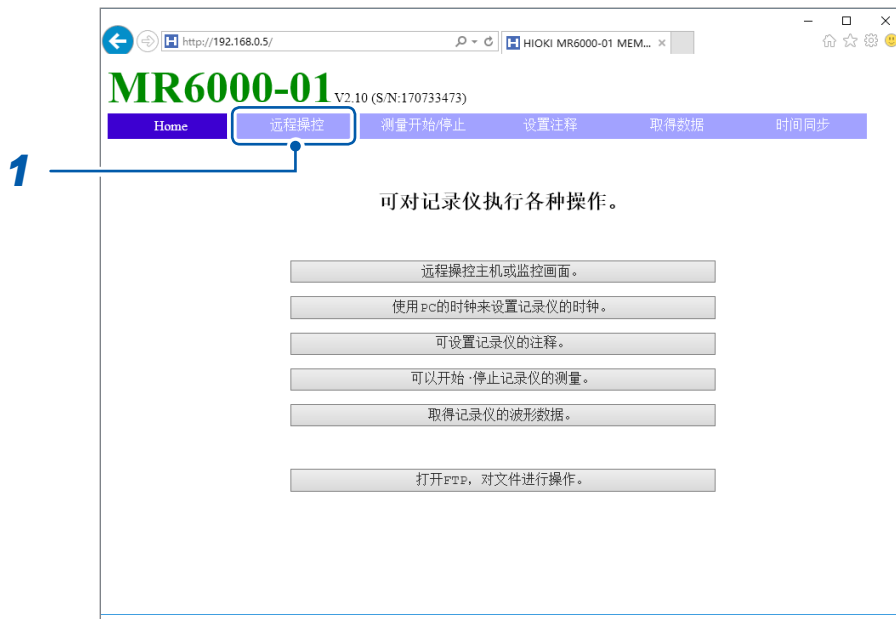 http://192.168.0.5/
HIOKI MR6000-01 MEM...
MR6000-01 V2.10 (S/N:170733473)
Home 远程操控 测量开始/停止 设置注释 取得数据 时间同步
1
可对记录仪执行各种操作。
远程操控主机或监控画面。
使用PC的时钟来设置记录仪的时钟。
可设置记录仪的注释。
可以开始·停止记录仪的测量。
取得记录仪的波形数据。
打开FTP，对文件进行操作。